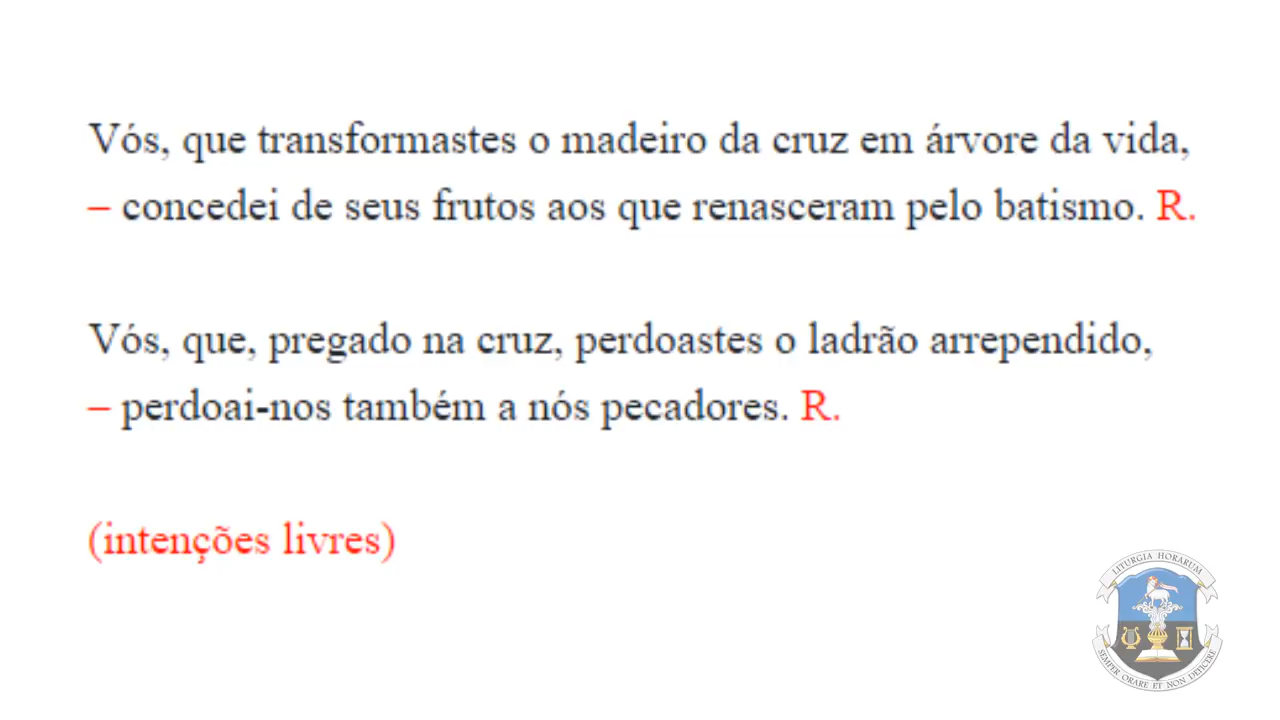 Vós, que transformastes o madeiro da cruz em árvore da vida,
– concedei de seus frutos aos que renasceram pelo batismo. R.
Vós, que, pregado na cruz, perdoastes o ladrão arrependido,
– perdoai-nos também a nós pecadores. R.
(intenções livres)
LITURGIA HORARUM
SEMPER ORARE ET NON DEFICERE